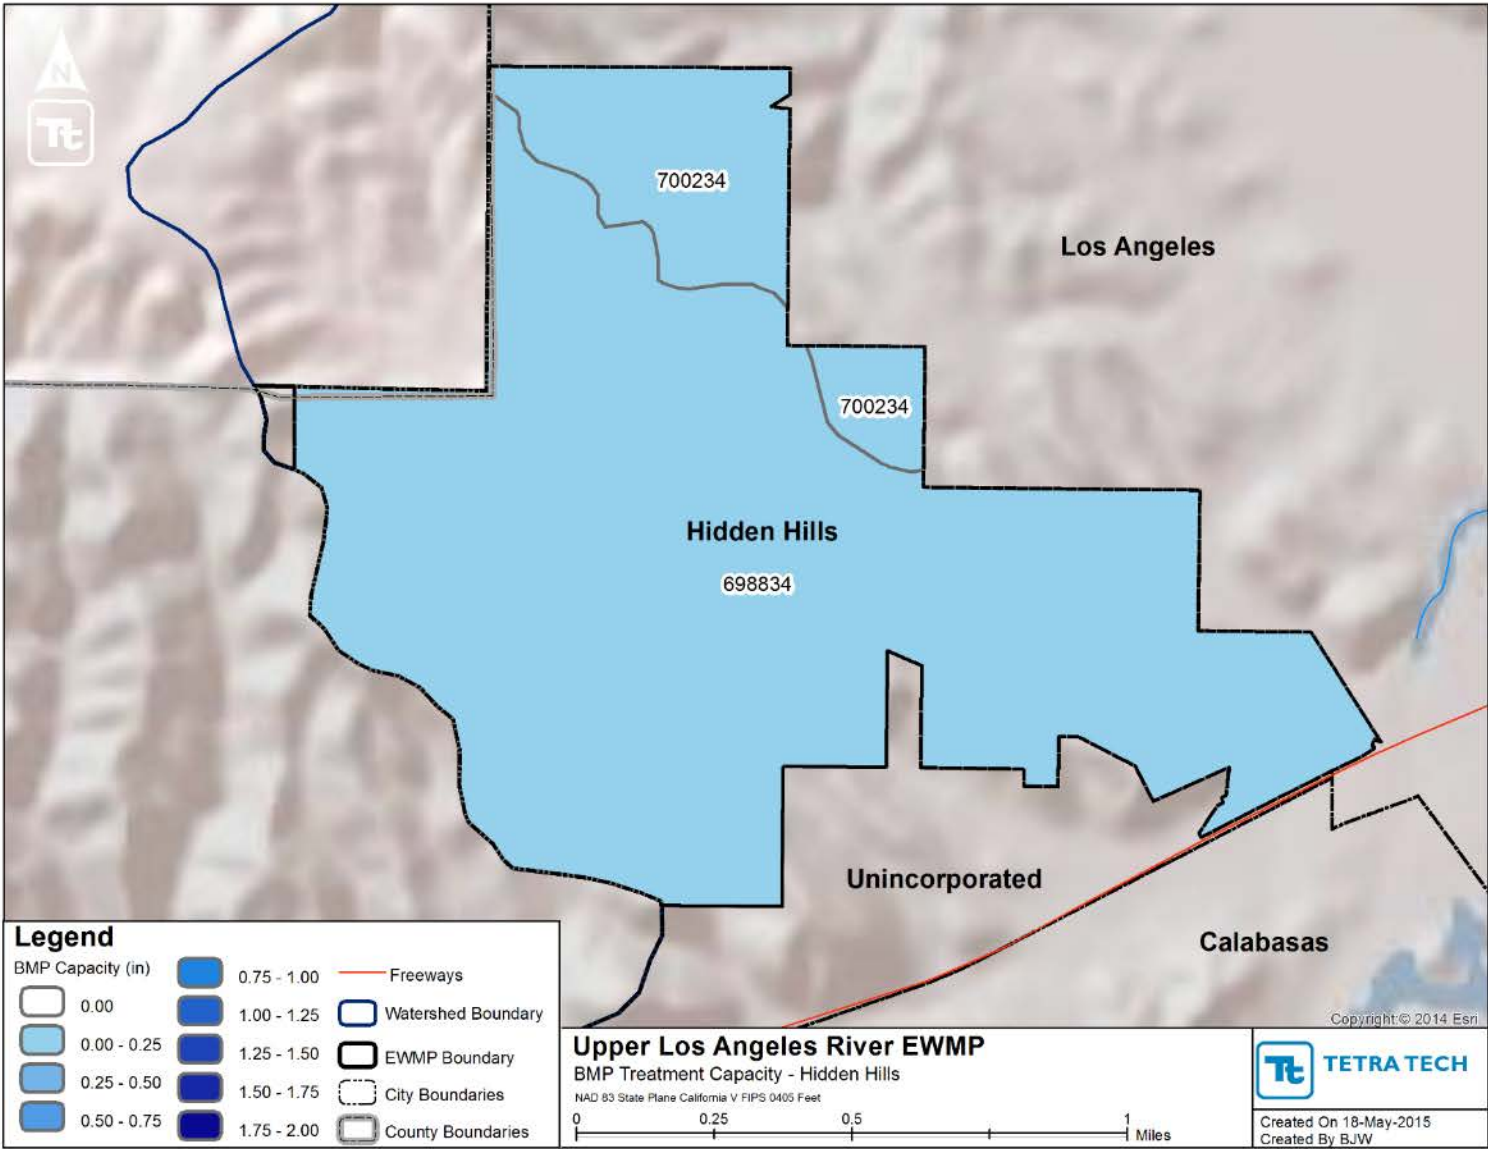 N
Tt
700234
Los Angeles
700234
Hidden Hills
698834
Unincorporated
Calabasas
Copyright:© 2014 Esri
Legend
BMP Capacity (in)
0.00
0.00 - 0.25
0.25 - 0.50
0.50 - 0.75
0.75 - 1.00
1.00 - 1.25
1.25 - 1.50
1.50 - 1.75
1.75 - 2.00
Freeways
Watershed Boundary
EWMP Boundary
City Boundaries
County Boundaries
Upper Los Angeles River EWMP
BMP Treatment Capacity - Hidden Hills
NAD 83 State Plane California V FIPS 0405 Feet
0 0.25 0.5 1 Miles
Tt TETRA TECH
Created On 18-May-2015
Created By BJW